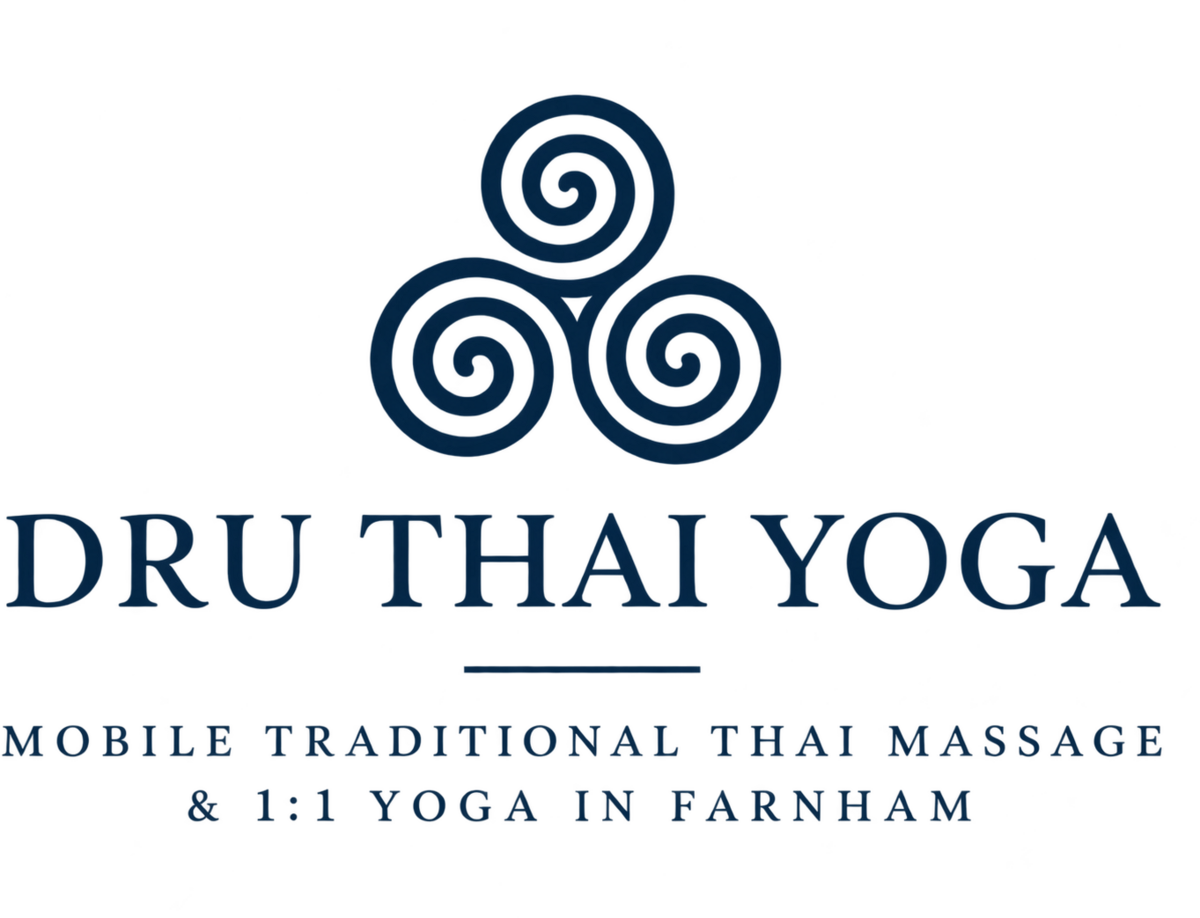 DRU THAI YOGA
MOBILE TRADITIONAL THAI MASSAGE
& 1:1 YOGA IN FARNHAM